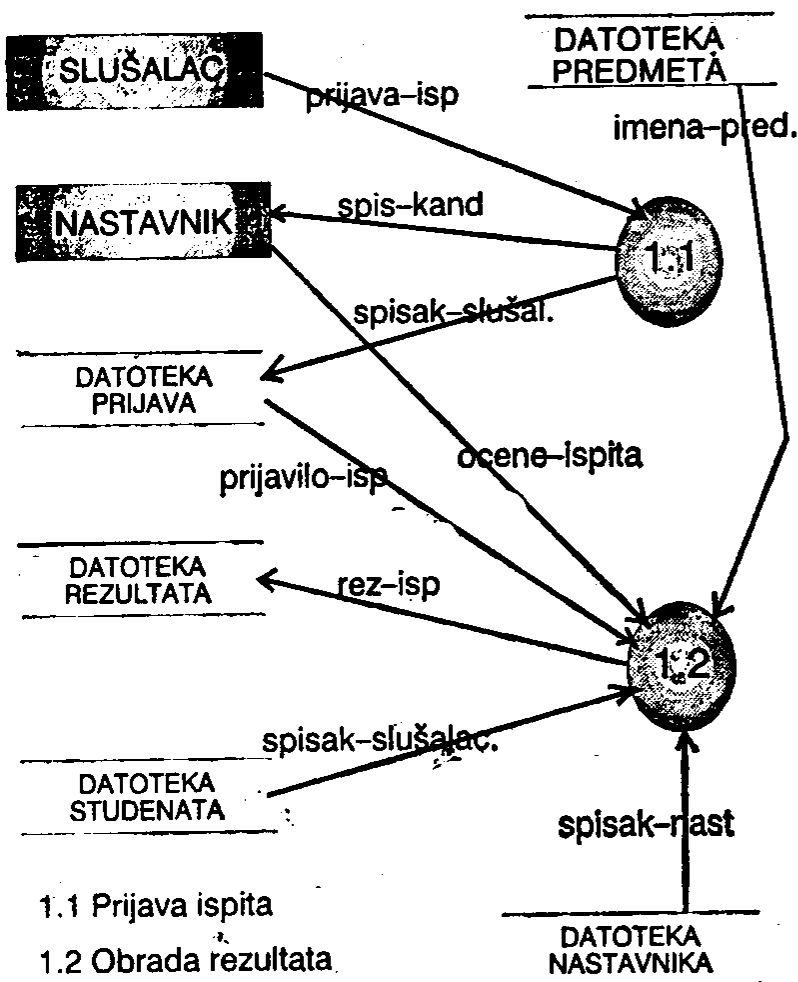 SLUŠALAC
DATOTEKA
PREDMETA
prijava-isp
imena-pred.
NASTAVNIK
spis-kand
1.1
spisak-slušal.
DATOTEKA
PRIJAVA
ocene-ispita
prijavilo-isp
DATOTEKA
REZULTATA
rez-isp
1.2
spisak-slušalac.
DATOTEKA
STUDENATA
spisak-nast
1.1 Prijava ispita
1.2 Obrada rezultata
DATOTEKA
NASTAVNIKA